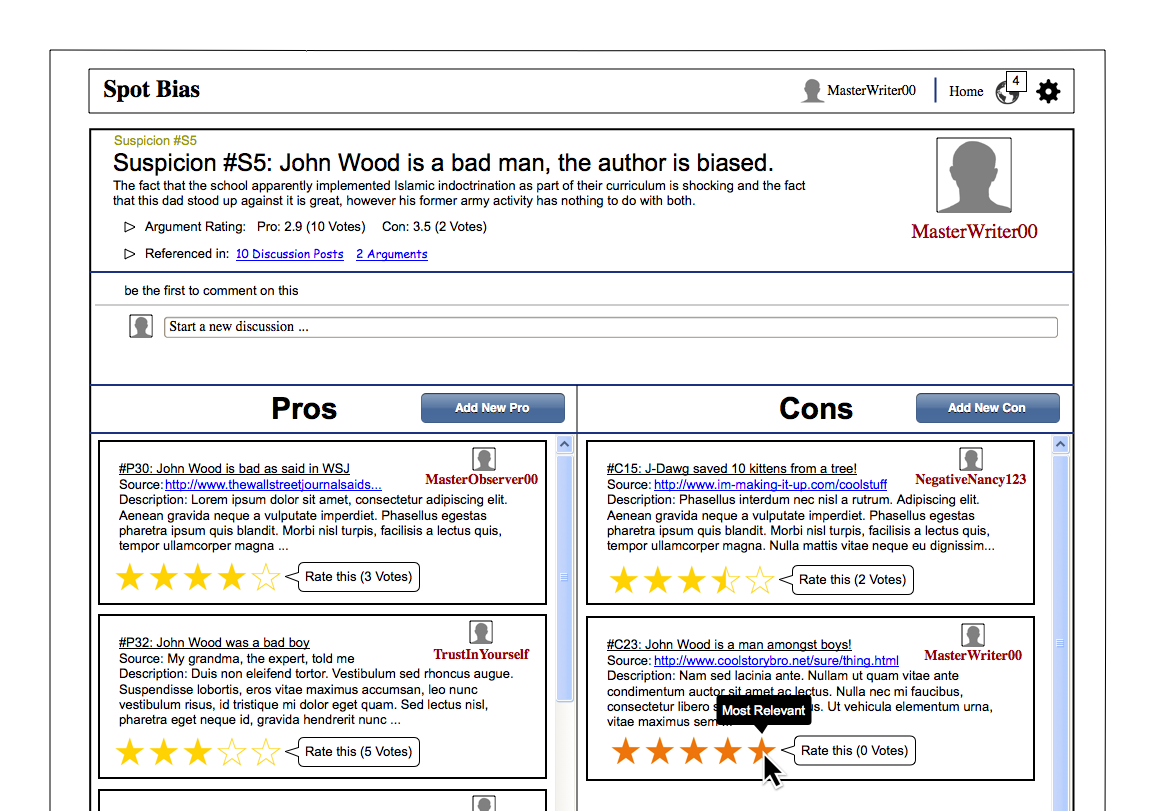 Spot Bias
MasterWriter00
Home
4
Suspicion #S5
Suspicion #S5: John Wood is a bad man, the author is biased.
The fact that the school apparently implemented Islamic indoctrination as part of their curriculum is shocking and the fact
that this dad stood up against it is great, however his former army activity has nothing to do with both.
Argument Rating: Pro: 2.9 (10 Votes) Con: 3.5 (2 Votes)
Referenced in: 10 Discussion Posts 2 Arguments
MasterWriter00
be the first to comment on this
Start a new discussion ...
Pros
Add New Pro
#P30: John Wood is bad as said in WSJ
Source: http://www.thewallstreetjournalsaids...
MasterObserver00
Description: Lorem ipsum dolor sit amet, consectetur adipiscing elit.
Aenean gravida neque a vulputate imperdiet. Phasellus egestas
pharetra ipsum quis blandit. Morbi nisl turpis, facilisis a lectus quis,
tempor ullamcorper magna ...
Rate this (3 Votes)
#P32: John Wood was a bad boy
Source: My grandma, the expert, told me
TrustInYourself
Description: Duis non eleifend tortor. Vestibulum sed rhoncus augue.
Suspendisse lobortis, eros vitae maximus accumsan, leo nunc
vestibulum risus, id tristique mi dolor eget quam. Sed lectus nisl,
pharetra eget neque id, gravida hendrerit nunc ...
Rate this (5 Votes)
Cons
Add New Con
#C15: J-Dawg saved 10 kittens from a tree!
Source: http://www.im-making-it-up.com/coolstuff
NegativeNancy123
Description: Phasellus interdum nec nisl a rutrum. Adipiscing elit.
Aenean gravida neque a vulputate imperdiet. Phasellus egestas
pharetra ipsum quis blandit. Morbi nisl turpis, facilisis a lectus quis,
tempor ullamcorper magna. Nulla mattis vitae neque eu dignissim...
Rate this (2 Votes)
#C23: John Wood is a man amongst boys!
Source: http://www.coolstorybro.net/sure/thing.html
MasterWriter00
Description: Nam sed lacinia ante. Nullam ut quam vitae ante
condimentum auctor sit amet ac lectus. Nulla nec mi faucibus,
consectetur libero Ut vehicula elementum urna,
vitae maximus sem
Most Relevant
Rate this (0 Votes)